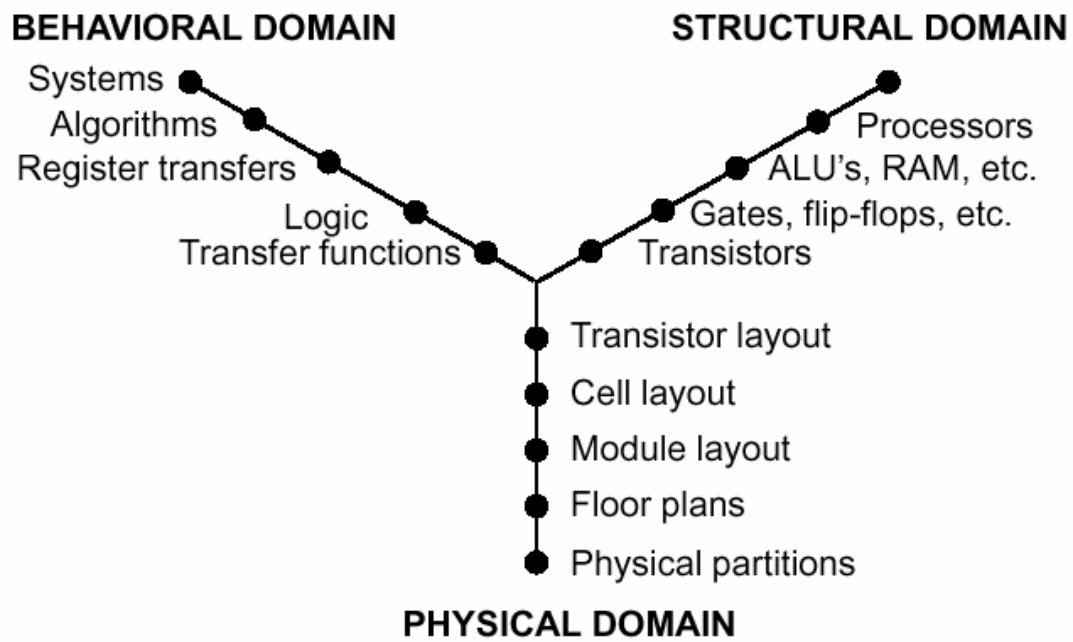 BEHAVIORAL DOMAIN
STRUCTURAL DOMAIN
Systems
Algorithms
Register transfers
Logic
Transfer functions
Processors
ALU's, RAM, etc.
Gates, flip-flops, etc.
Transistors
Transistor layout
Cell layout
Module layout
Floor plans
Physical partitions
PHYSICAL DOMAIN